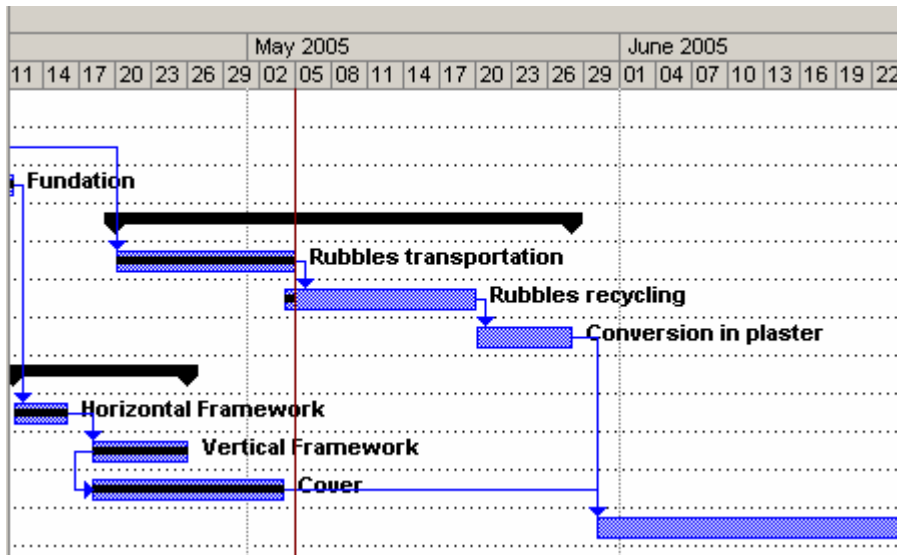 May 2005 June 2005
11 14 17 20 23 26 29 02 05 08 11 14 17 20 23 26 29 01 04 07 10 13 16 19 22
Fundation
Rubbles transportation
Rubbles recycling
Conversion in plaster
Horizontal Framework
Vertical Framework
Cover